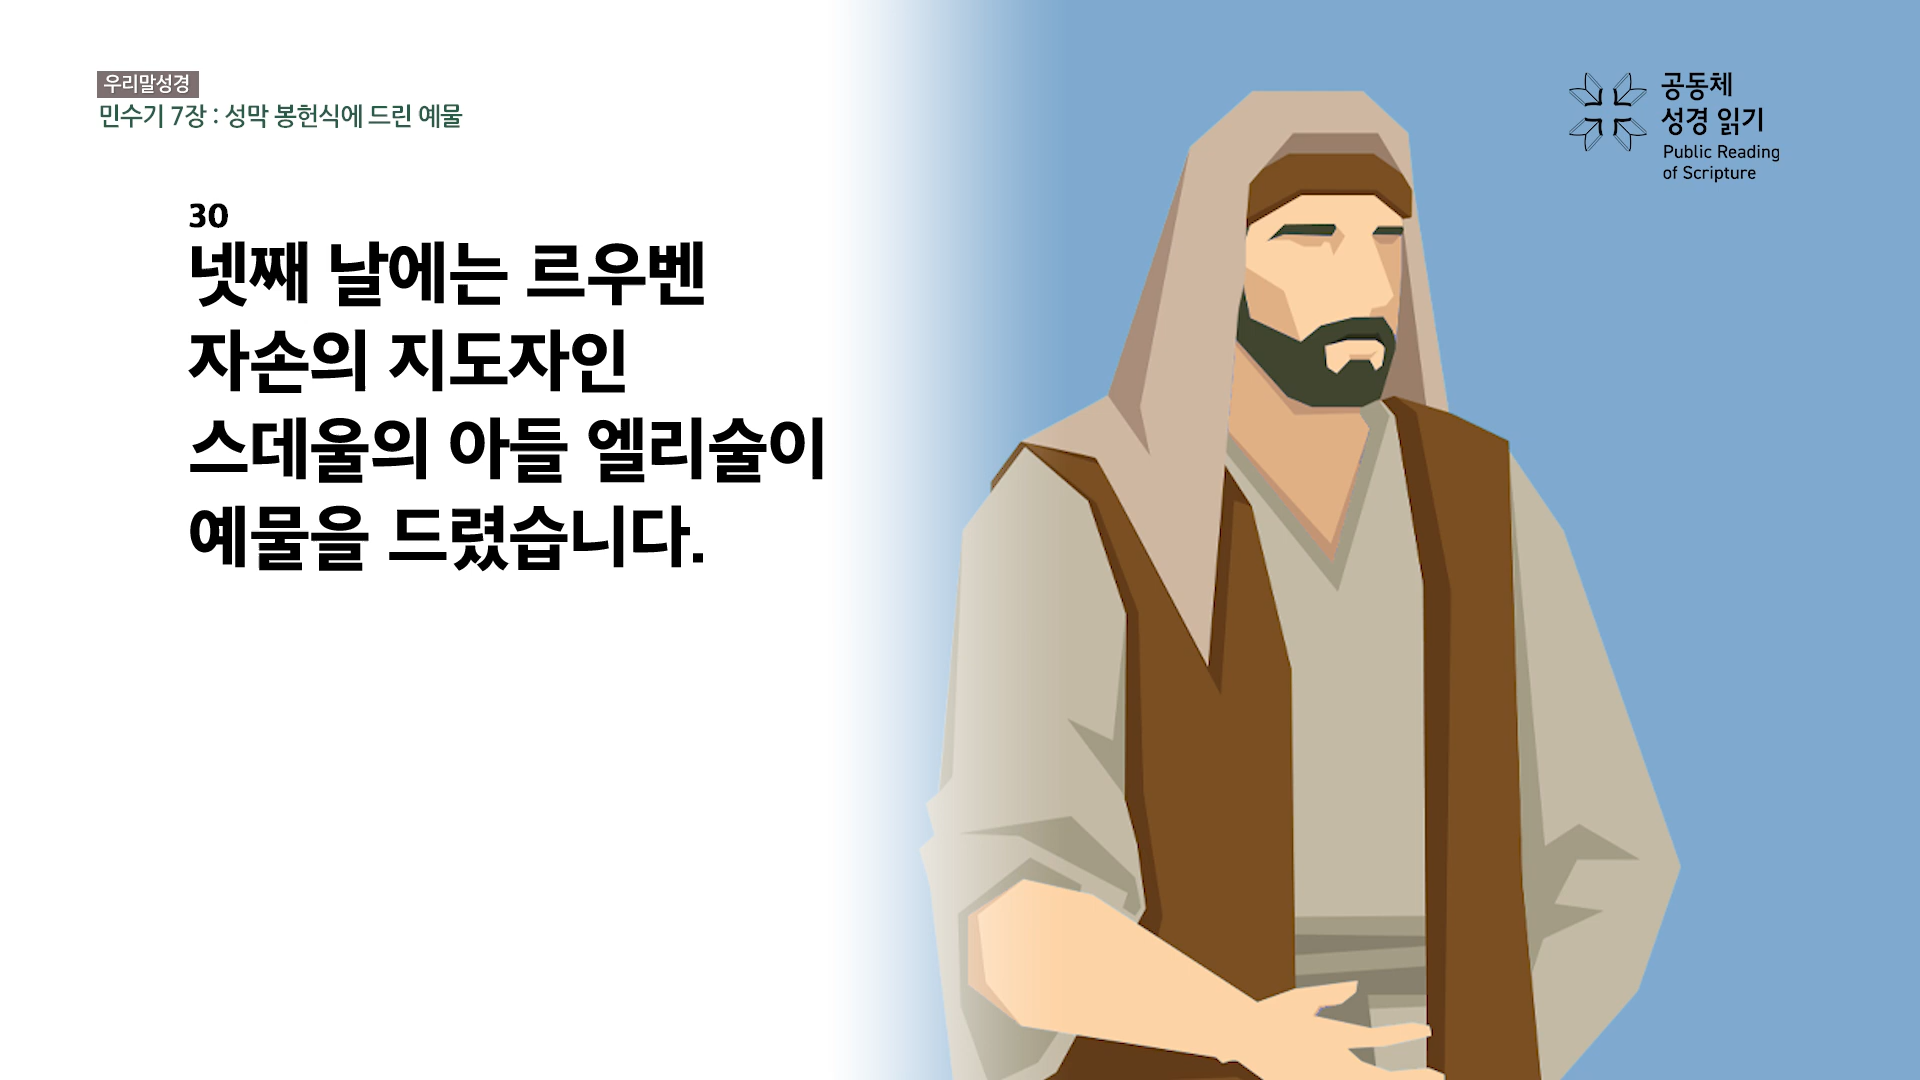 우리말성경
민수기 7장 : 성막 봉헌식에 드린 예물
공동체
성경 읽기
Public Reading
of Scripture
30
넷째 날에는 르우벤
자손의 지도자인
스데울의 아들 엘리술이
예물을 드렸습니다.